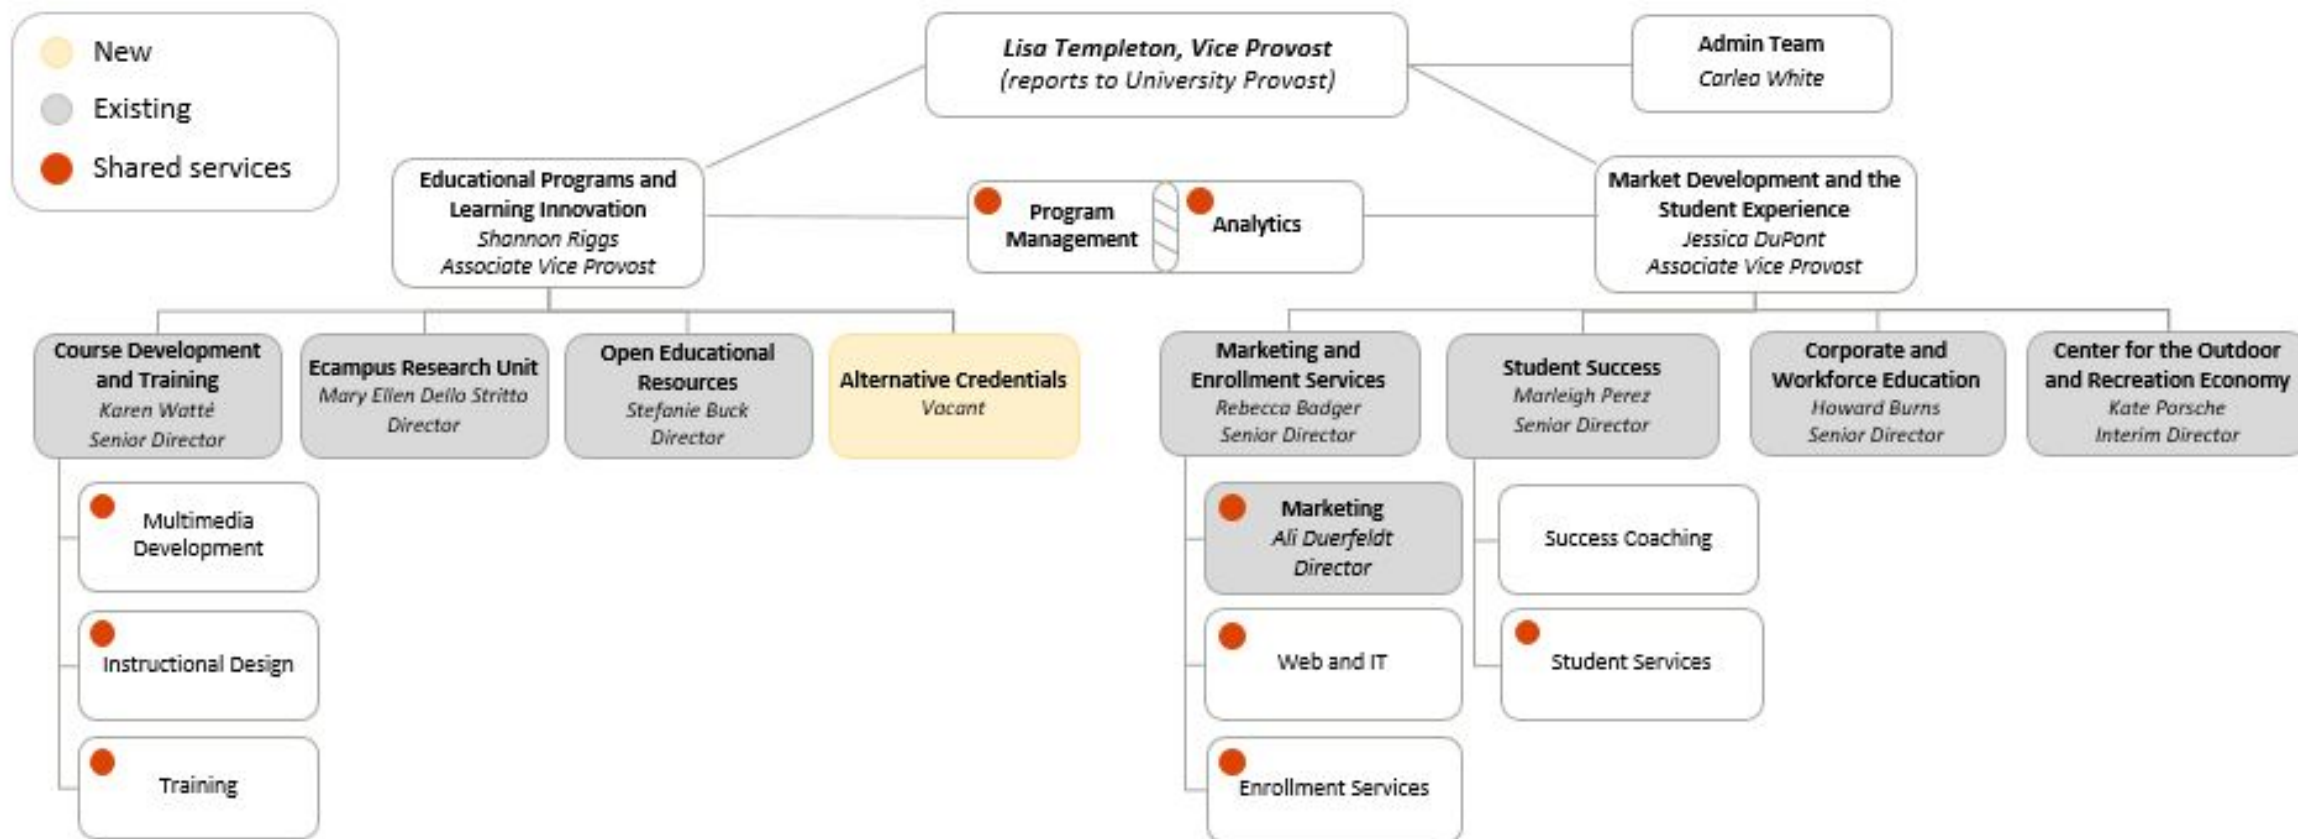 New
Existing
Shared services
Lisa Templeton, Vice Provost
(reports to University Provost)
Admin Team
Carlea White
Educational Programs and
Learning Innovation
Shannon Riggs
Associate Vice Provost
Program
Management
Analytics
Market Development and the
Student Experience
Jessica DuPont
Associate Vice Provost
Course Development
and Training
Karen Watté
Senior Director
Ecampus Research Unit
Mary Ellen Dello Stritto
Director
Open Educational
Resources
Stefanie Buck
Director
Alternative Credentials
Vacant
Marketing and
Enrollment Services
Rebecca Badger
Senior Director
Student Success
Marleigh Perez
Senior Director
Corporate and
Workforce Education
Howard Burns
Senior Director
Center for the Outdoor
and Recreation Economy
Kate Porsche
Interim Director
Multimedia
Development
Instructional Design
Training
Marketing
Ali Duerfeldt
Director
Web and IT
Enrollment Services
Success Coaching
Student Services